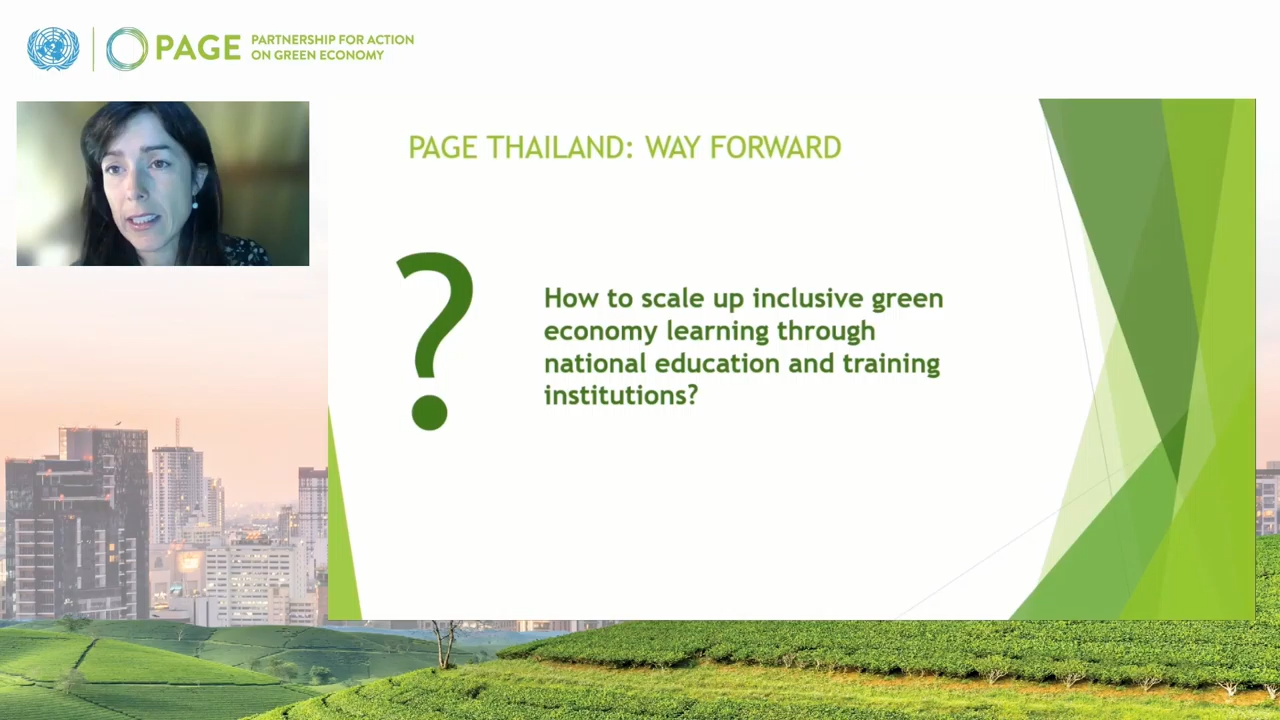 PAGE
PARTNERSHIP FOR ACTION
ON GREEN ECONOMY
PAGE THAILAND: WAY FORWARD
?
How to scale up inclusive green
economy learning through
national education and training
institutions?